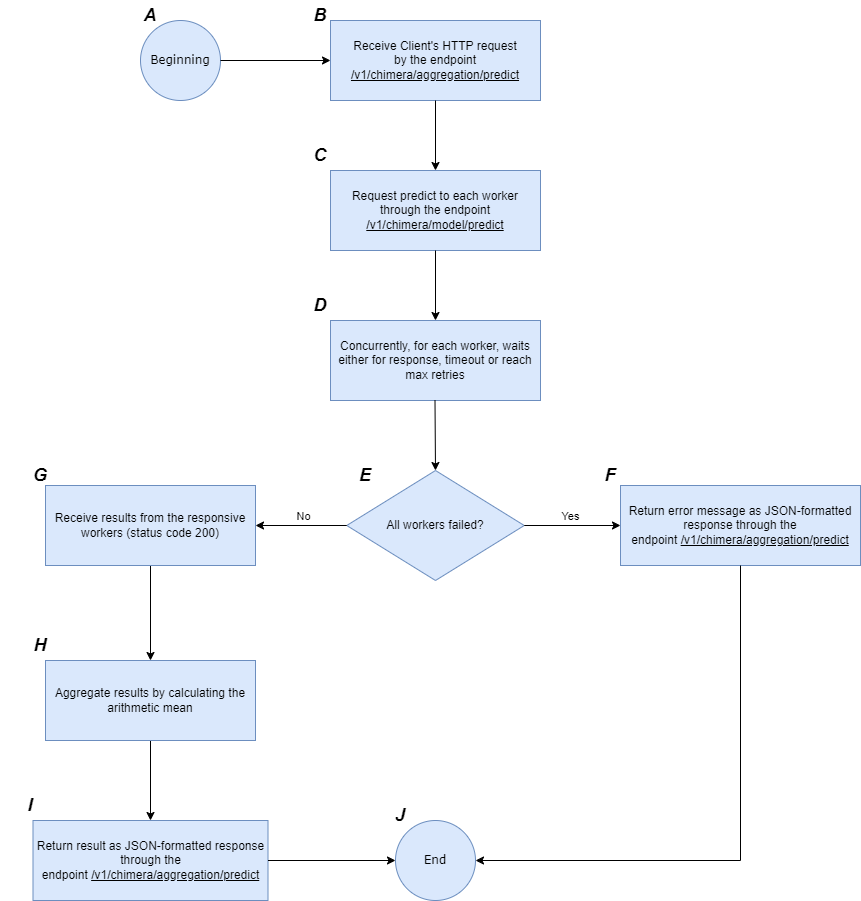 A
Beginning
B
Receive Client's HTTP request
by the endpoint
/v1/chimera/aggregation/predict
C
Request predict to each worker
through the endpoint
/v1/chimera/model/predict
D
Concurrently, for each worker, waits
either for response, timeout or reach
max retries
E
All workers failed?
No
Yes
G
Receive results from the responsive
workers (status code 200)
F
Return error message as JSON-formatted
response through the
endpoint /v1/chimera/aggregation/predict
H
Aggregate results by calculating the
arithmetic mean
I
Return result as JSON-formatted response
through the
endpoint /v1/chimera/aggregation/predict
J
End